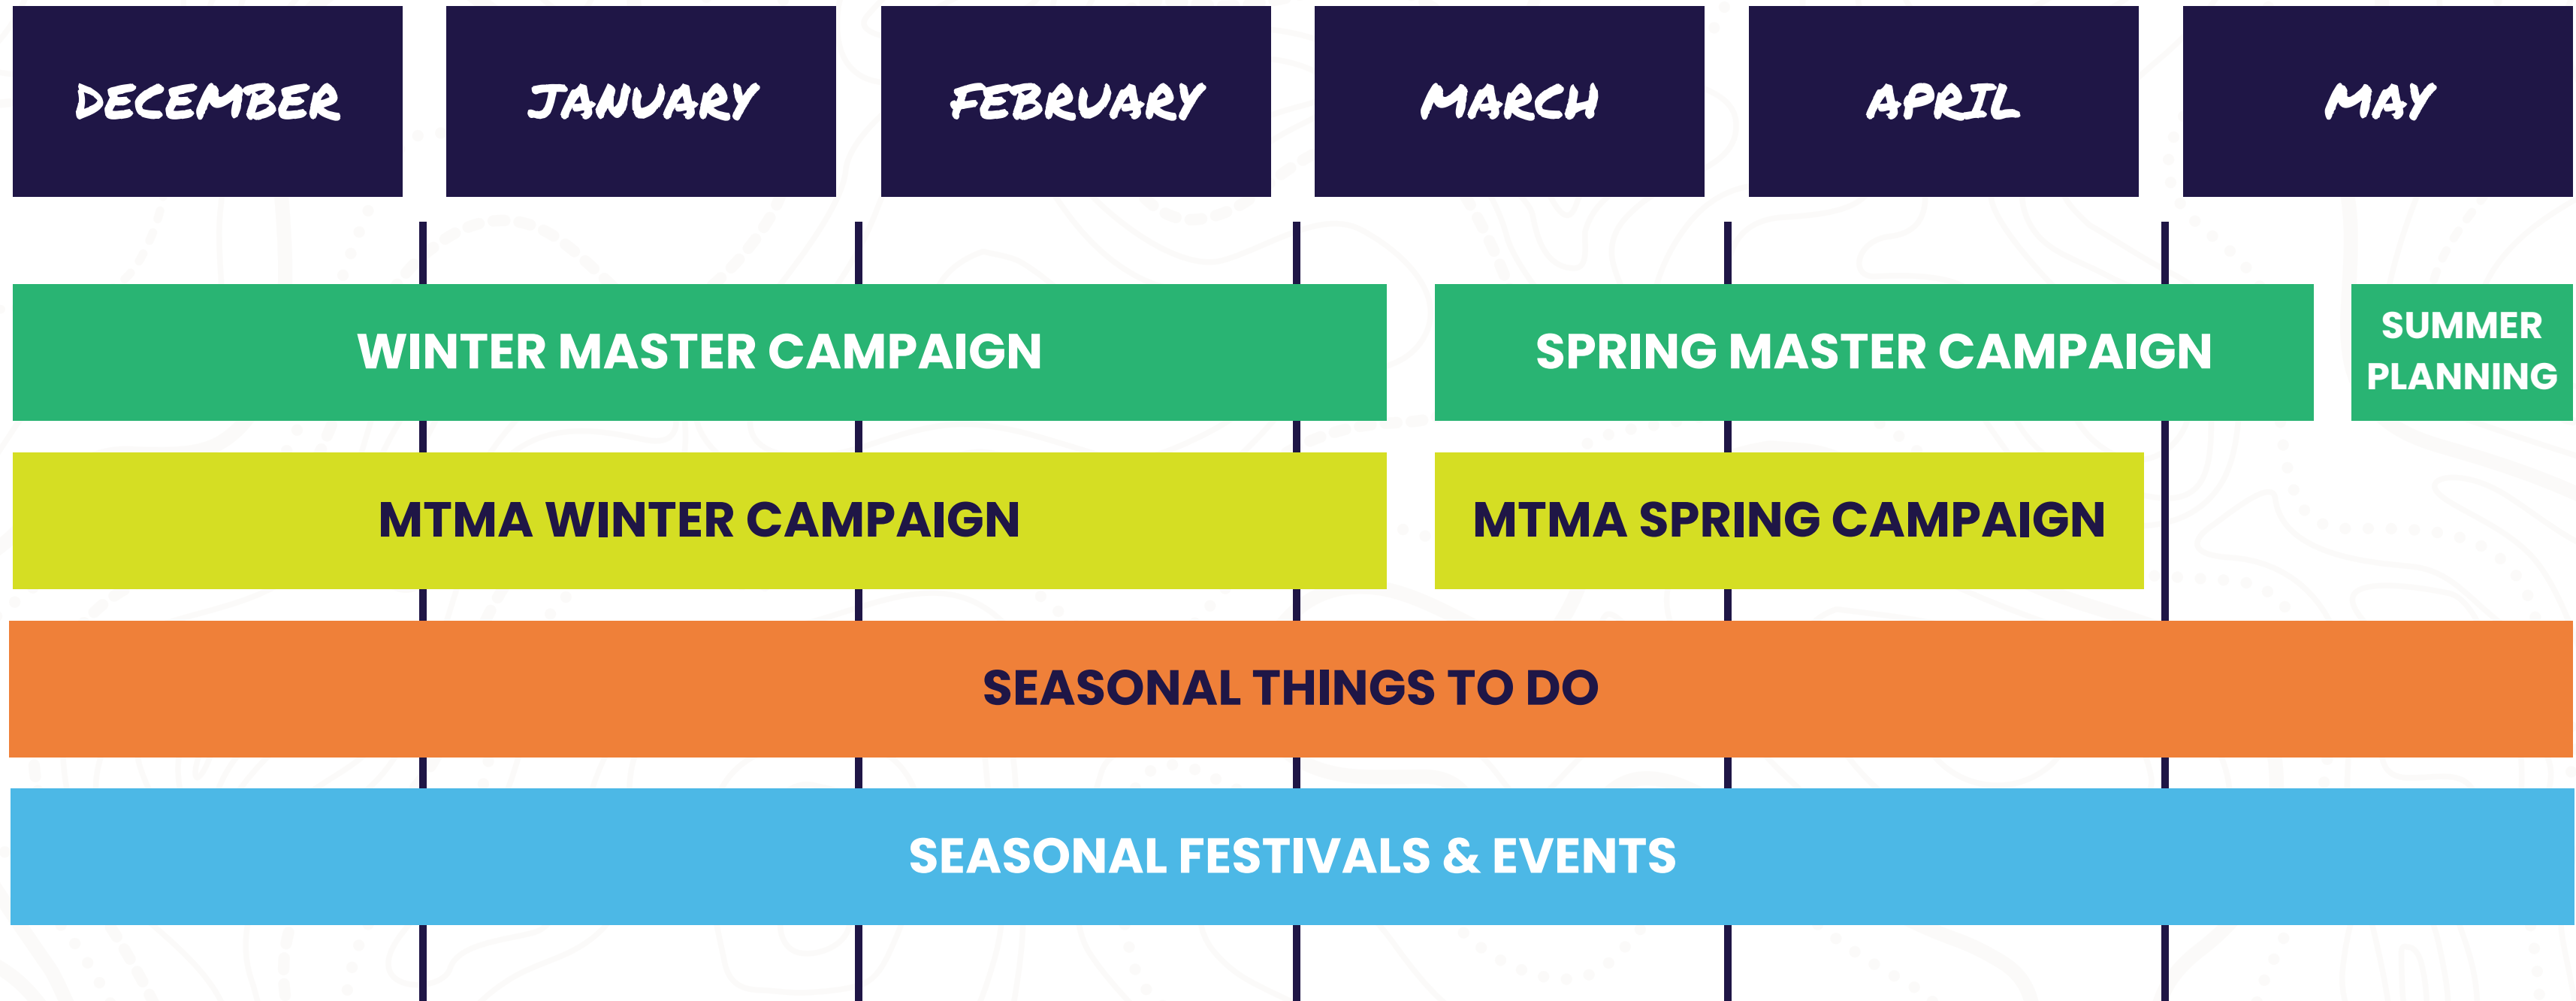 DECEMBER
JANUARY
FEBRUARY
MARCH
APRIL
MAY
WINTER MASTER CAMPAIGN
SPRING MASTER CAMPAIGN
SUMMER
PLANNING
MTMA WINTER CAMPAIGN
MTMA SPRING CAMPAIGN
SEASONAL THINGS TO DO
SEASONAL FESTIVALS & EVENTS